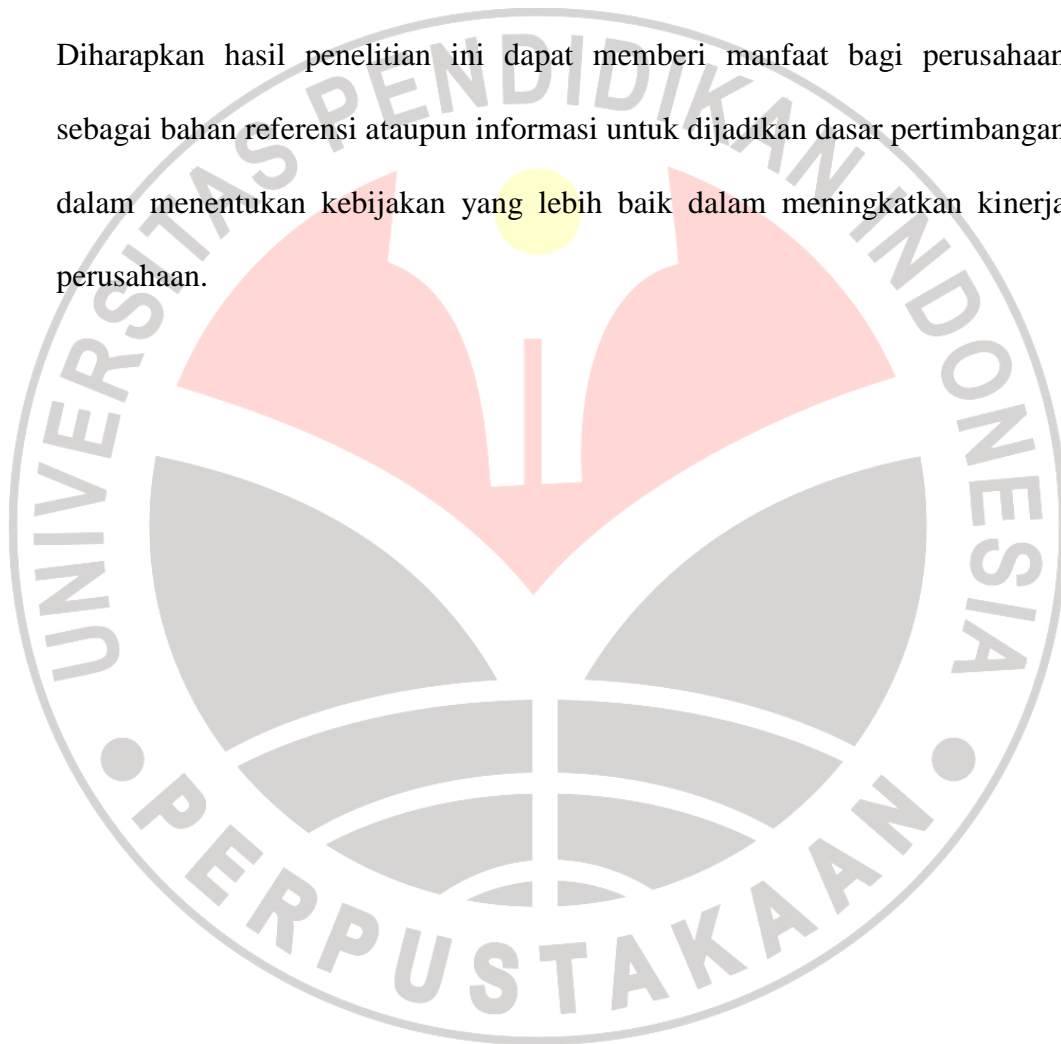 Diharapkan hasil penelitian ini dapat memberi manfaat bagi perusahaan
sebagai bahan referensi ataupun informasi untuk dijadikan dasar pertimbangan
dalam menentukan kebijakan yang lebih baik dalam meningkatkan kinerja
perusahaan.
UNIVERSITAS PENDIDIKAN INDONESIA
PERPUSTAKAAN